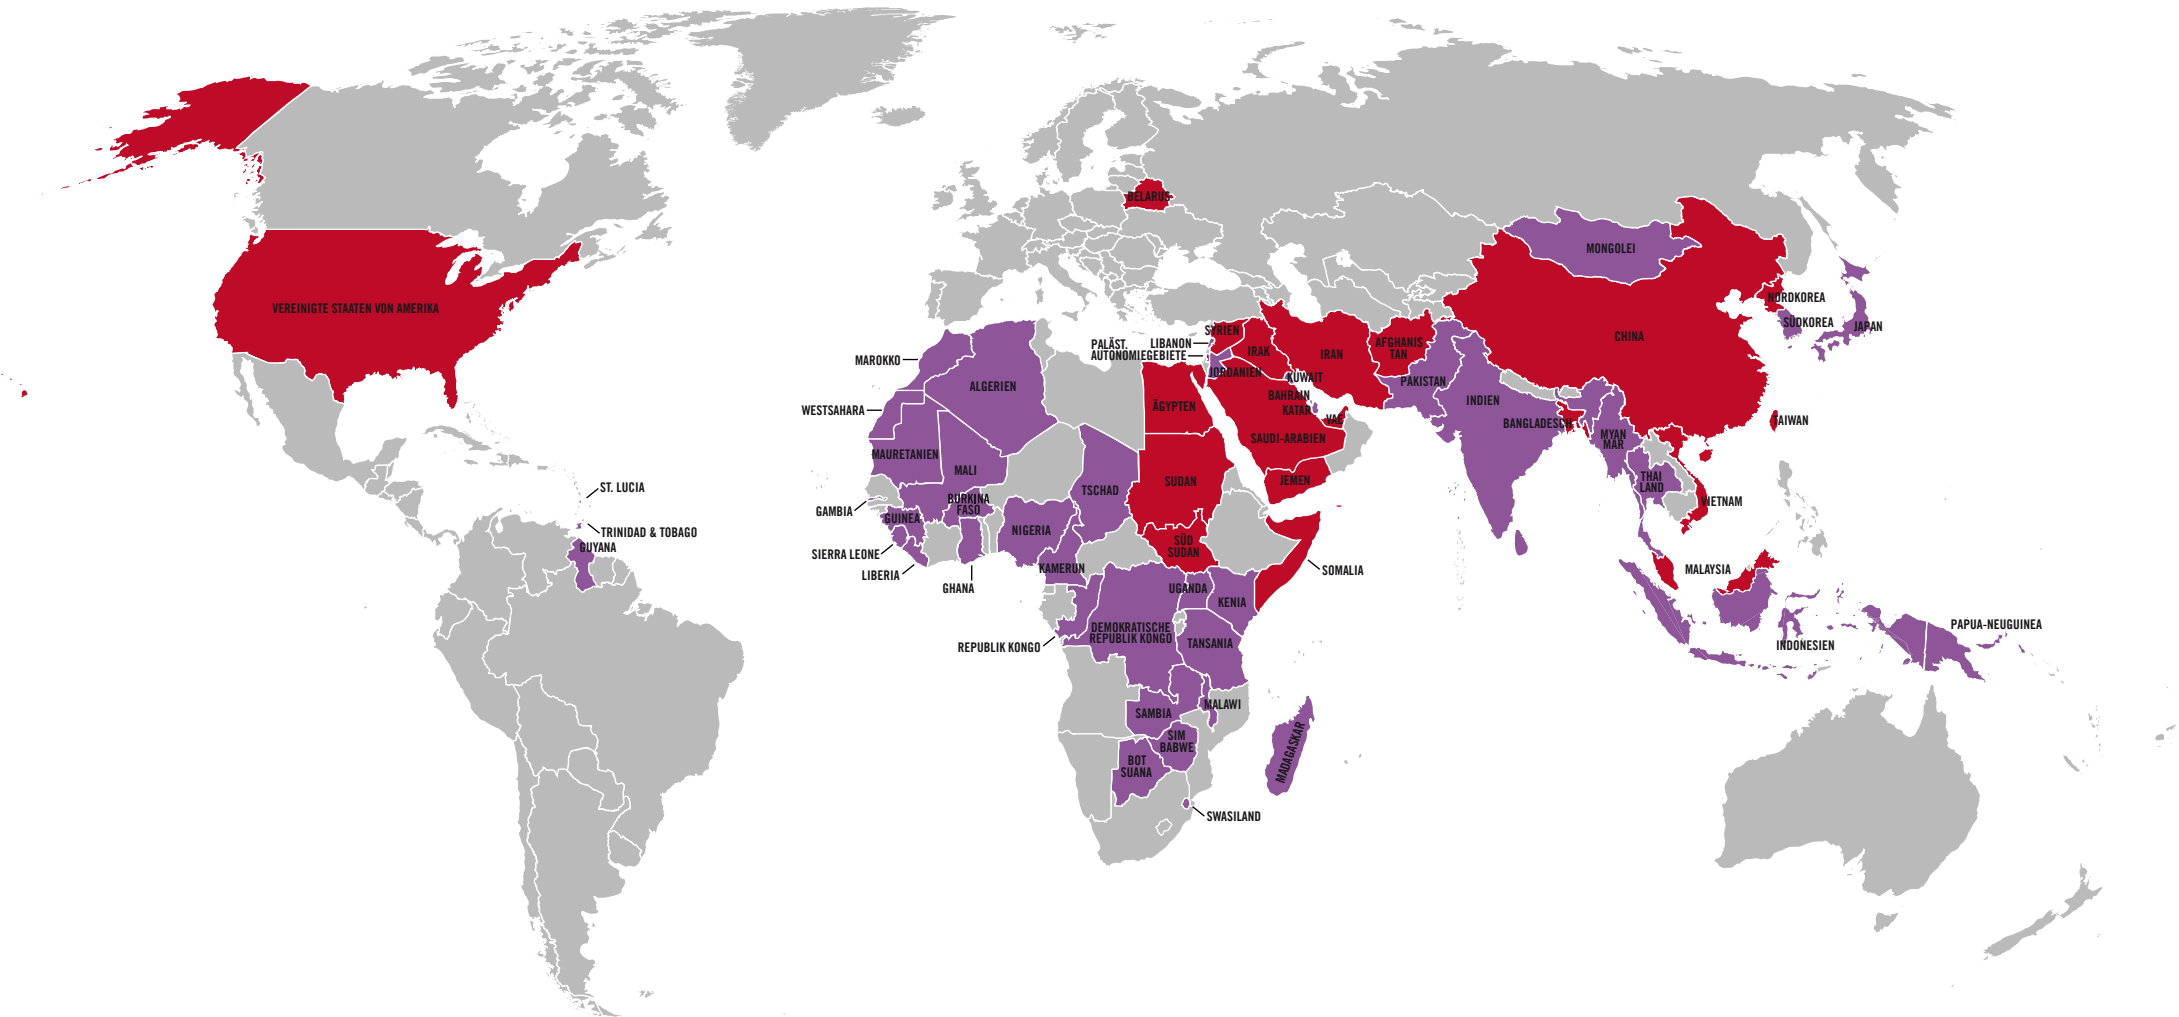 BELARUS
MONGOLEI
NORDKOREA
VEREINIGTE STAATEN VON AMERIKA
SÜDKOREA
JAPAN
SYRIEN
CHINA
LIBANON
PALÄST.
AUTONOMIEGEBIETE
IRAK
IRAN
AFGHANIS
TAN
MAROKKO
JORDANIEN
KUWAIT
PAKISTAN
ALGERIEN
BAHRAIN
KATAR
INDIEN
WESTSAHARA
ÄGYPTEN
VAE
BANGLADESCH
TAIWAN
SAUDI-ARABIEN
MYAN
MAR
MAURETANIEN
MALI
JEMEN
SUDAN
THAI
LAND
ST. LUCIA
TSCHAD
BURKINA
FASO
VIETNAM
GAMBIA
GUINEA
TRINIDAD & TOBAGO
NIGERIA
GUYANA
SÜD
SUDAN
SIERRA LEONE
KAMERUN
SOMALIA
MALAYSIA
LIBERIA
GHANA
UGANDA
KENIA
DEMOKRATISCHE
REPUBLIK KONGO
PAPUA-NEUGUINEA
REPUBLIK KONGO
TANSANIA
INDONESIEN
MALAWI
SAMBIA
SIM
BABWE
MADAGASKAR
BOT
SUANA
SWASILAND